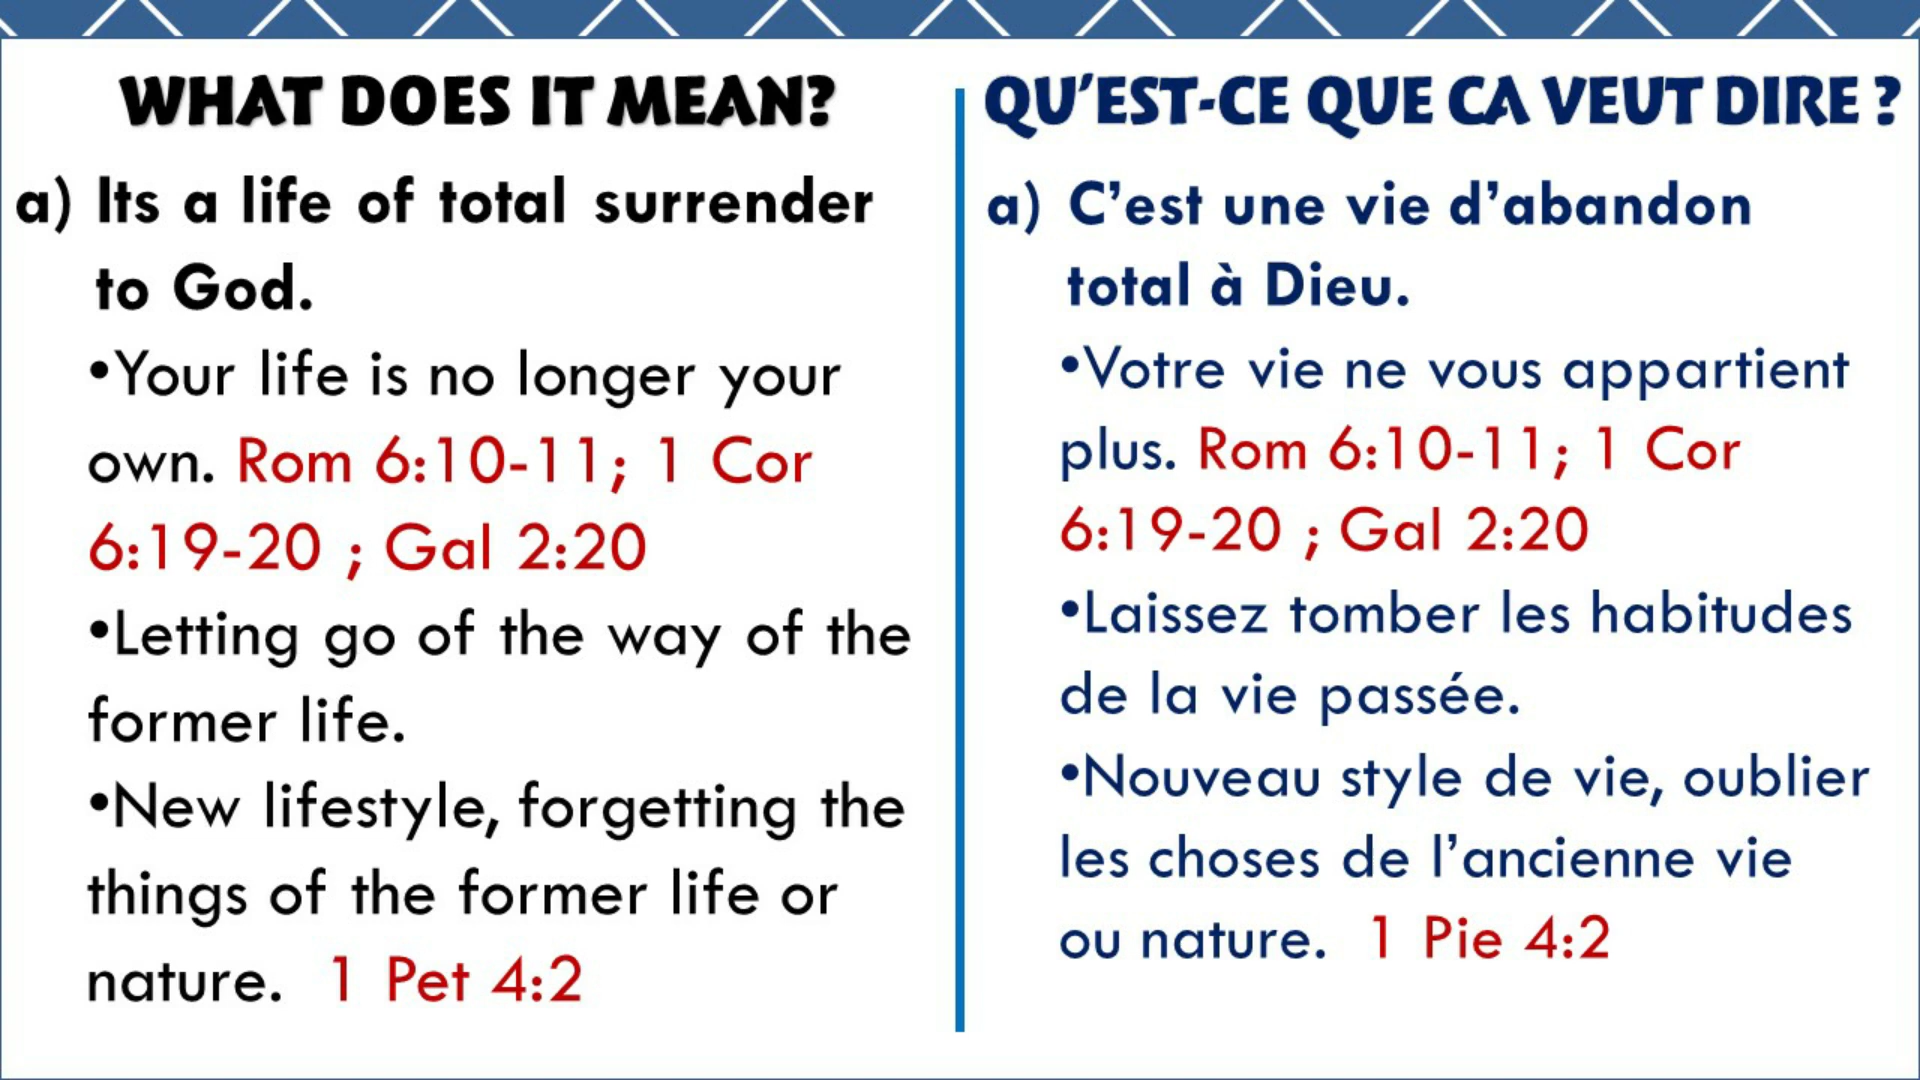 WHAT DOES IT MEAN?
a) Its a life of total surrender
to God.
•Your life is no longer your
own. Rom 6:10-11; 1 Cor
6:19-20 ; Gal 2:20
•Letting go of the way of the
former life.
•New lifestyle, forgetting the
things of the former life or
nature. 1 Pet 4:2
QU’EST-CE QUE CA VEUT DIRE ?
a) C’est une vie d’abandon
total à Dieu.
•Votre vie ne vous appartient
plus. Rom 6:10-11; 1 Cor
6:19-20 ; Gal 2:20
•Laissez tomber les habitudes
de la vie passée.
•Nouveau style de vie, oublier
les choses de l’ancienne vie
ou nature. 1 Pie 4:2